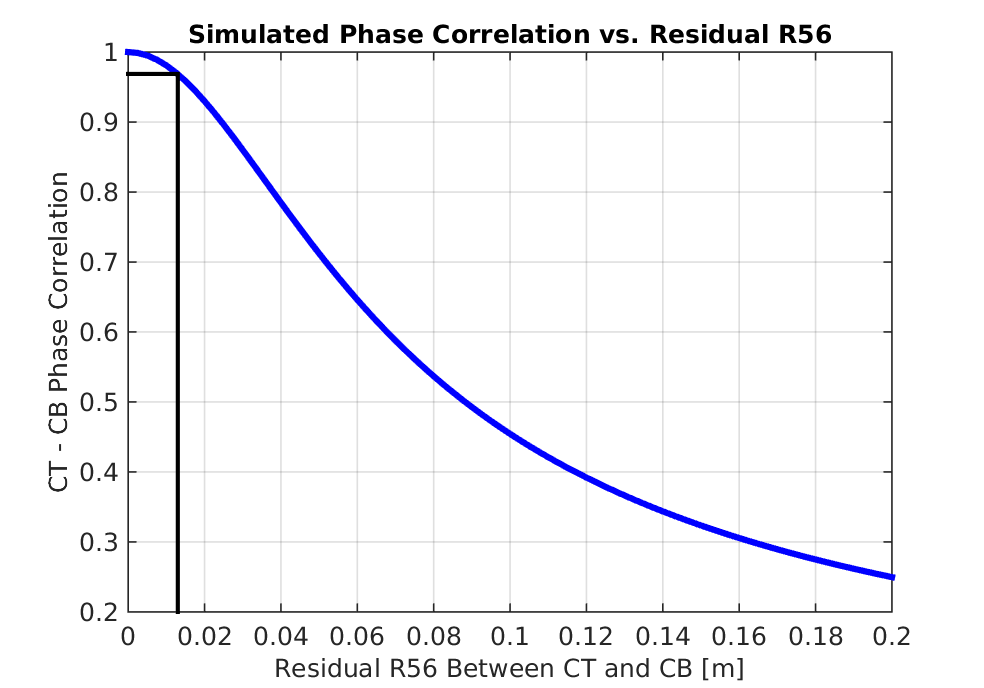 Simulated Phase Correlation vs. Residual R56
CT - CB Phase Correlation
1
0.9
0.8
0.7
0.6
0.5
0.4
0.3
0.2
0 0.02 0.04 0.06 0.08 0.1 0.12 0.14 0.16 0.18 0.2
Residual R56 Between CT and CB [m]